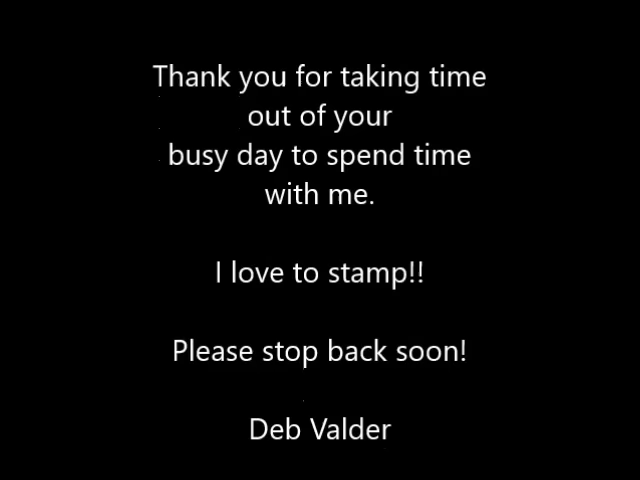 Thank you for taking time
out of your
busy day to spend time
with me.
I love to stamp!!
Please stop back soon!
Deb Valder